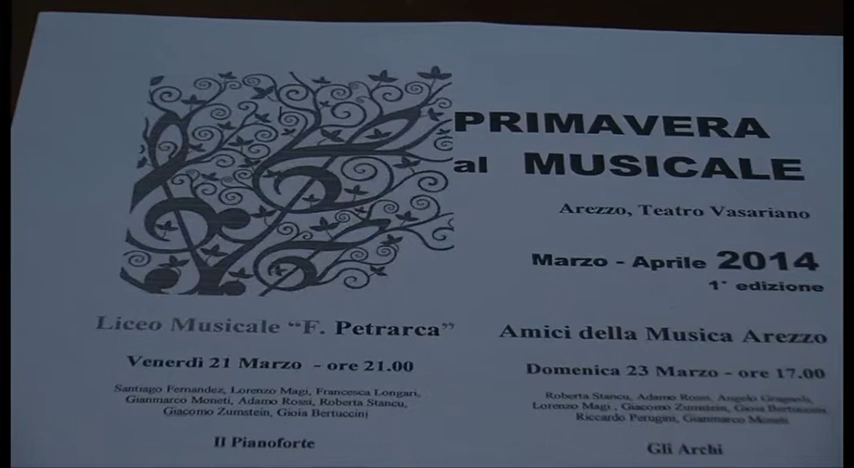 PRIMAVERA
al MUSICALE
Arezzo, Teatro Vasariano
Marzo - Aprile 2014
1° edizione
Liceo Musicale “F. Petrarca”
Venerdì 21 Marzo - ore 21.00
Santiago Fernandez, Lorenzo Magi, Francesca Longari,
Gianmarco Moneti, Adamo Rossi, Roberta Stancu,
Giacomo Zumstein, Gioia Bertuccini
Il Pianoforte
Amici della Musica Arezzo
Domenica 23 Marzo - ore 17.00
Roberta Stancu, Adamo Rossi, Angelo
Lorenzo Magi , Giacomo Zumstein, Gioia Bertuccini,
Riccardo Perugini, Gianmarco Moneti
Gli Archi